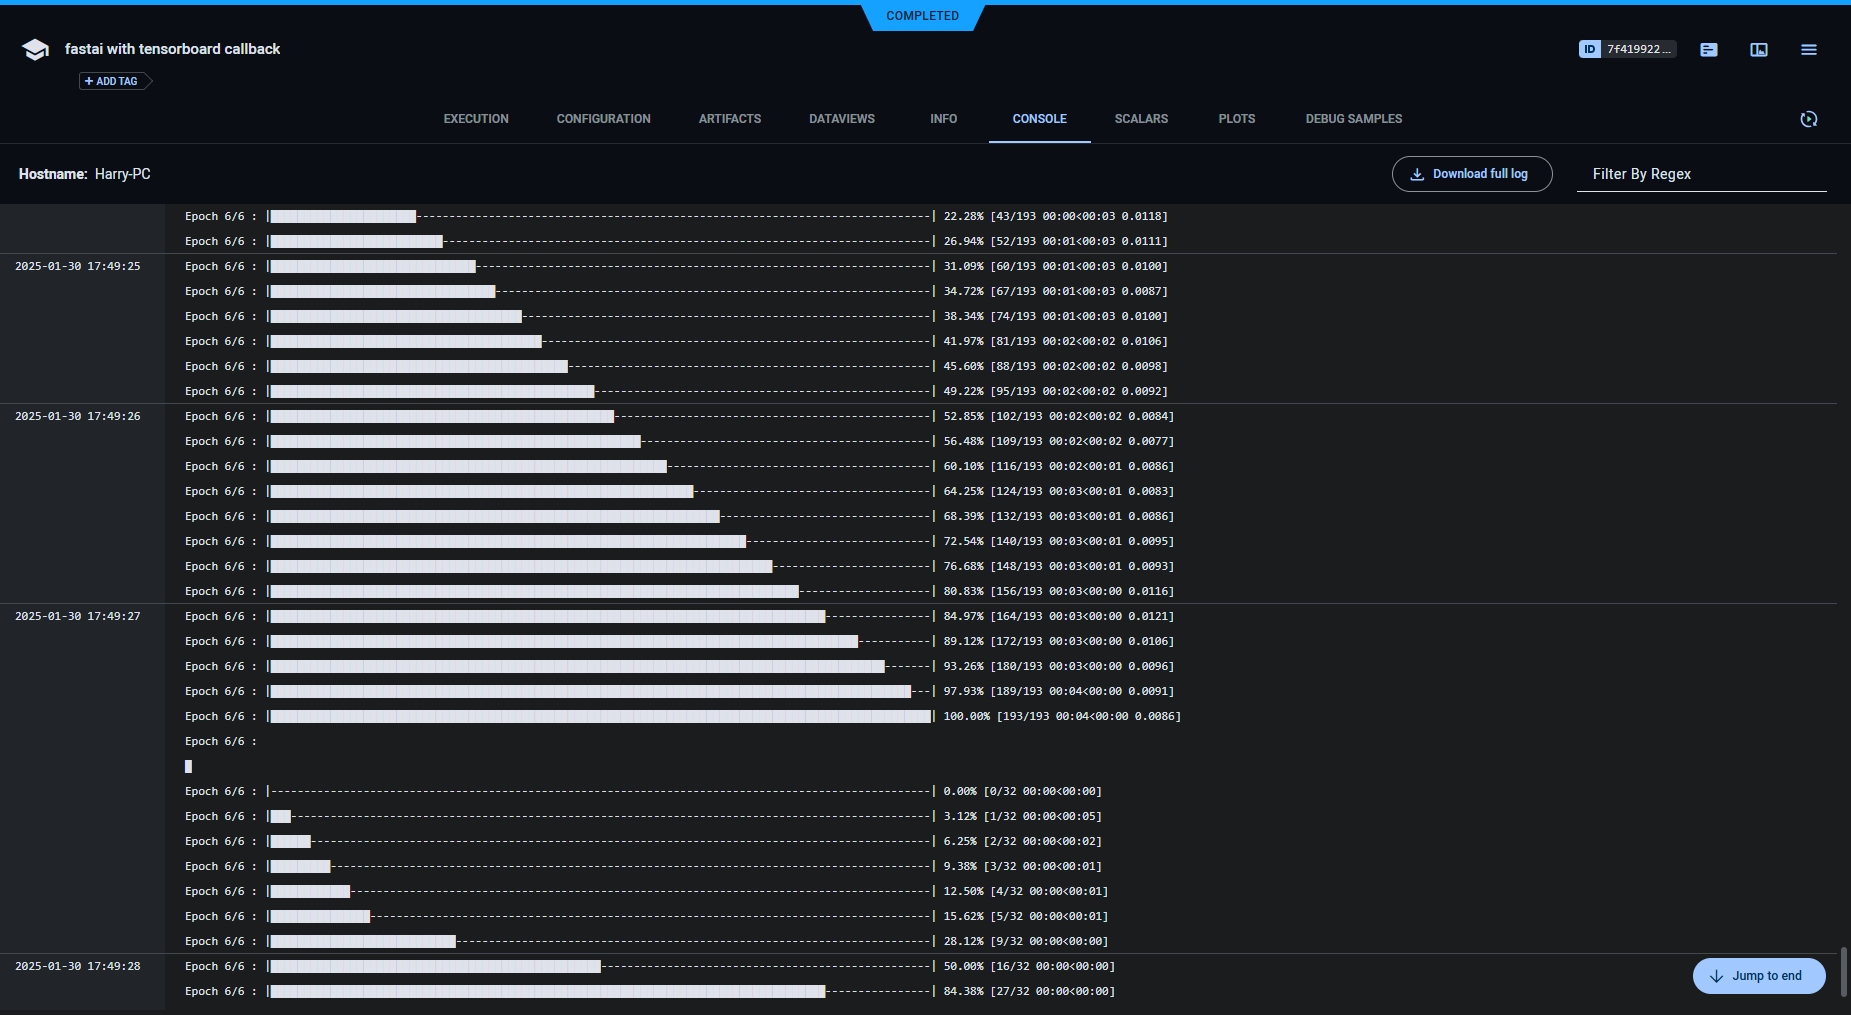 COMPLETED
fastai with tensorboard callback
ID 7f419922...
+ ADD TAG
EXECUTION CONFIGURATION ARTIFACTS DATAVIEWS INFO CONSOLE SCALARS PLOTS DEBUG SAMPLES
Hostname: Harry-PC
Download full log
Filter By Regex
Epoch 6/6 : 22.28% [43/193 00:00<00:03 0.0118]
Epoch 6/6 : 26.94% [52/193 00:01<00:03 0.0111]
2025-01-30 17:49:25 Epoch 6/6 : 31.09% [60/193 00:01<00:03 0.0100]
Epoch 6/6 : 34.72% [67/193 00:01<00:03 0.0087]
Epoch 6/6 : 38.34% [74/193 00:01<00:03 0.0100]
Epoch 6/6 : 41.97% [81/193 00:02<00:02 0.0106]
Epoch 6/6 : 45.60% [88/193 00:02<00:02 0.0098]
Epoch 6/6 : 49.22% [95/193 00:02<00:02 0.0092]
2025-01-30 17:49:26 Epoch 6/6 : 52.85% [102/193 00:02<00:02 0.0084]
Epoch 6/6 : 56.48% [109/193 00:02<00:02 0.0077]
Epoch 6/6 : 60.10% [116/193 00:02<00:01 0.0086]
Epoch 6/6 : 64.25% [124/193 00:03<00:01 0.0083]
Epoch 6/6 : 68.39% [132/193 00:03<00:01 0.0086]
Epoch 6/6 : 72.54% [140/193 00:03<00:01 0.0095]
Epoch 6/6 : 76.68% [148/193 00:03<00:01 0.0093]
Epoch 6/6 : 80.83% [156/193 00:03<00:00 0.0116]
2025-01-30 17:49:27 Epoch 6/6 : 84.97% [164/193 00:03<00:00 0.0121]
Epoch 6/6 : 89.12% [172/193 00:03<00:00 0.0106]
Epoch 6/6 : 93.26% [180/193 00:03<00:00 0.0096]
Epoch 6/6 : 97.93% [189/193 00:04<00:00 0.0091]
Epoch 6/6 : 100.00% [193/193 00:04<00:00 0.0086]
Epoch 6/6 :
Epoch 6/6 : 0.00% [0/32 00:00<00:00]
Epoch 6/6 : 3.12% [1/32 00:00<00:05]
Epoch 6/6 : 6.25% [2/32 00:00<00:02]
Epoch 6/6 : 9.38% [3/32 00:00<00:01]
Epoch 6/6 : 12.50% [4/32 00:00<00:01]
Epoch 6/6 : 15.62% [5/32 00:00<00:01]
Epoch 6/6 : 28.12% [9/32 00:00<00:00]
2025-01-30 17:49:28 Epoch 6/6 : 50.00% [16/32 00:00<00:00]
Epoch 6/6 : 84.38% [27/32 00:00<00:00]
Jump to end